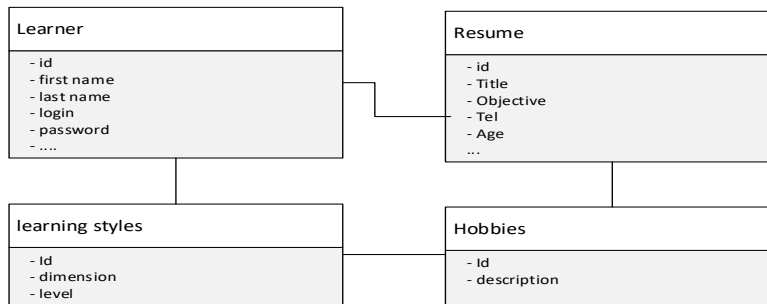 Learner
- id
- first name
- last name
- login
- password
- ....
Resume
- id
- Title
- Objective
- Tel
- Age
...
learning styles
- Id
- dimension
- level
Hobbies
- Id
- description